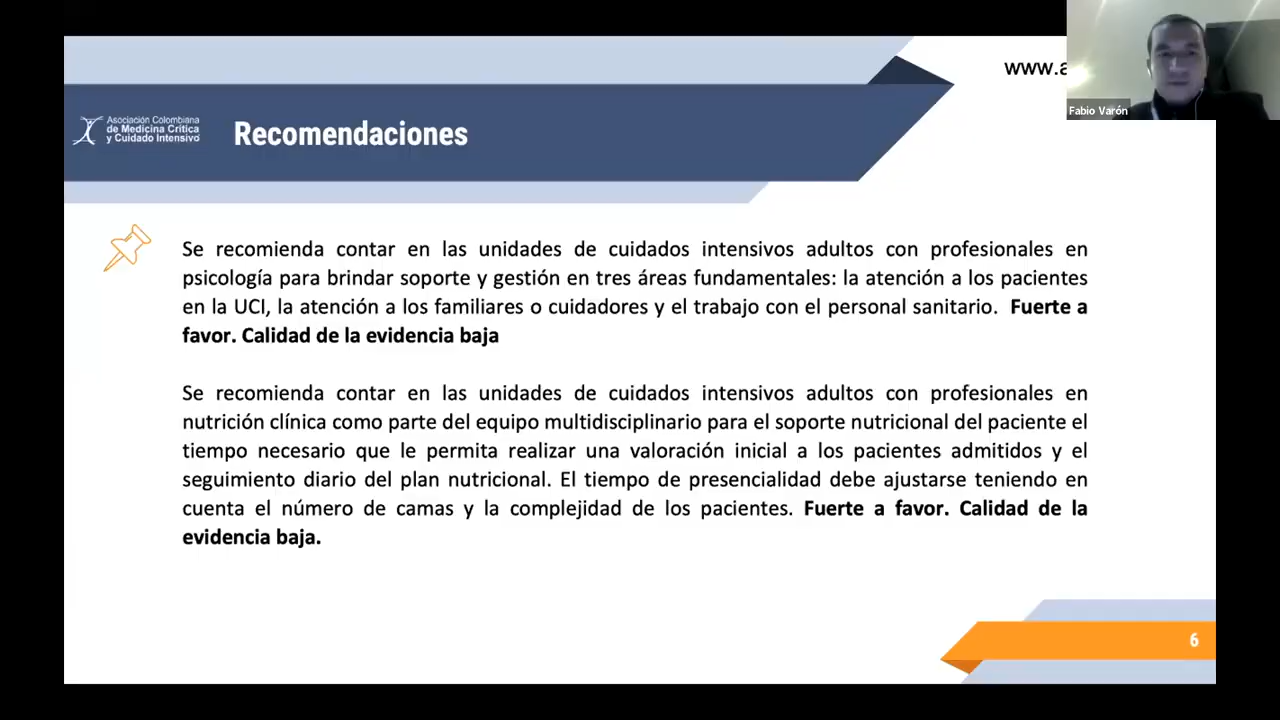 www.a
Fabio Varón
Asociación Colombiana
de Medicina Crítica
y Cuidado Intensivo
Recomendaciones
Se recomienda contar en las unidades de cuidados intensivos adultos con profesionales en
psicología para brindar soporte y gestión en tres áreas fundamentales: la atención a los pacientes
en la UCI, la atención a los familiares o cuidadores y el trabajo con el personal sanitario. Fuerte a
favor. Calidad de la evidencia baja
Se recomienda contar en las unidades de cuidados intensivos adultos con profesionales en
nutrición clínica como parte del equipo multidisciplinario para el soporte nutricional del paciente el
tiempo necesario que le permita realizar una valoración inicial a los pacientes admitidos y el
seguimiento diario del plan nutricional. El tiempo de presencialidad debe ajustarse teniendo en
cuenta el número de camas y la complejidad de los pacientes. Fuerte a favor. Calidad de la
evidencia baja.
6